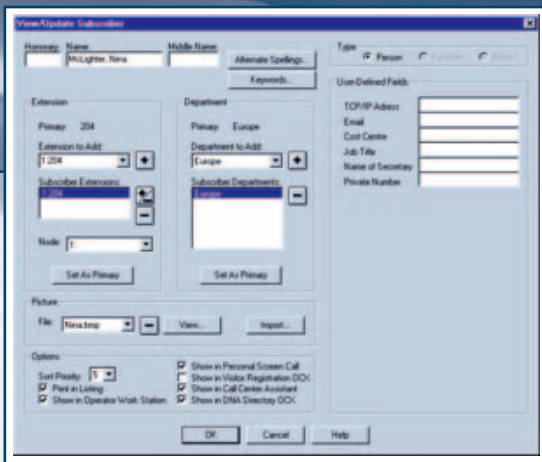 View/Update Subscriber
Honorary: Name: Middle Name:
McLighter, Nina
Alternate Spellings...
Keywords...
Type
Person
Extension
Primary: 204
Extension to Add:
1:204
Subscriber Extensions:
1:204
Node: 1
Set As Primary
Department
Primary: Europe
Department to Add:
Europe
Subscriber Departments:
Europe
Set As Primary
User-Defined Fields
TCP/IP Adress
Email
Cost Centre
Job Title
Name of Secretary
Private Number
Picture
File: Nina.bmp View... Import...
Options
Sort Priority: 5
Print in Listing
Show in Operator Work Station
Show in Personal Screen Call
Show in Visitor Registration OCX
Show in Call Center Assistant
Show in DNA Directory OCX
OK Cancel Help